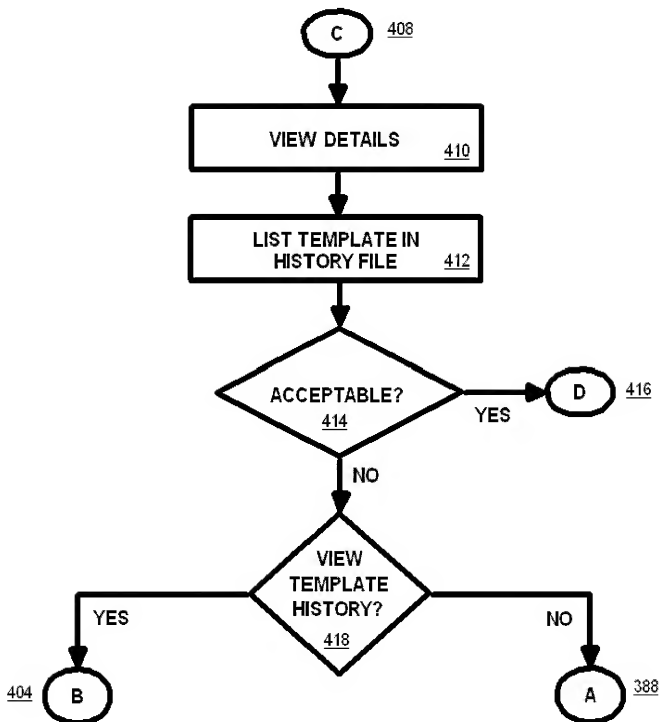 C 408
VIEW DETAILS
410
LIST TEMPLATE IN
HISTORY FILE 412
ACCEPTABLE?
414
YES
D 416
NO
VIEW
TEMPLATE
HISTORY?
418
YES
NO
404 B
A 388